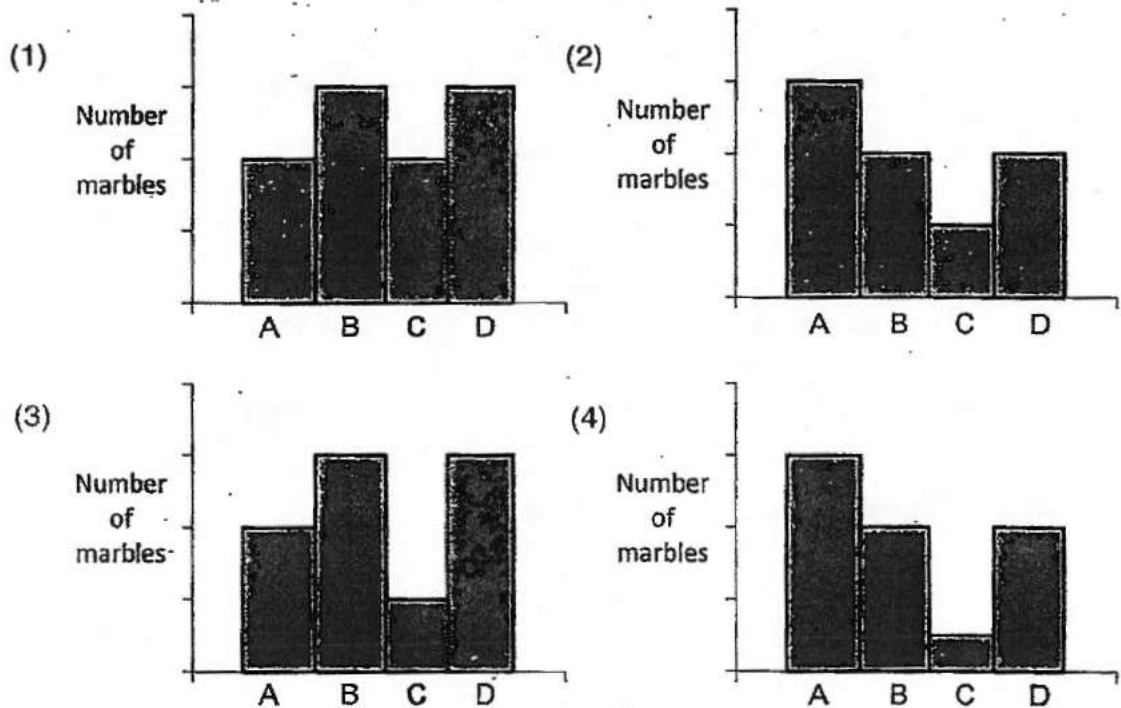 (1)
Number
of
marbles
A B C D
(2)
Number
of
marbles
A B C D
(3)
Number
of
marbles-
A B C D
(4)
Number
of
marbles
A B C D